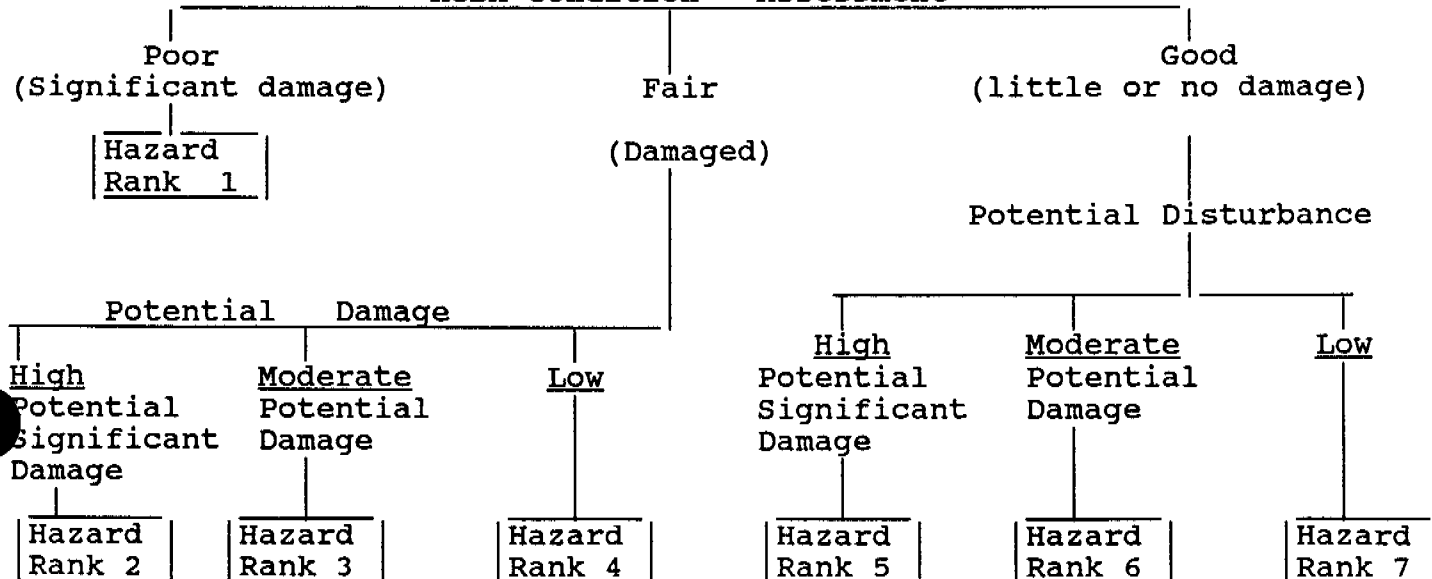 Poor
(Significant damage)
Hazard
Rank 1
Fair
(Damaged)
Good
(little or no damage)
Potential Disturbance
Potential Damage
High
Potential
Significant
Damage
Hazard
Rank 2
Moderate
Potential
Damage
Hazard
Rank 3
Low
Hazard
Rank 4
High
Potential
Significant
Damage
Hazard
Rank 5
Moderate
Potential
Damage
Hazard
Rank 6
Low
Hazard
Rank 7